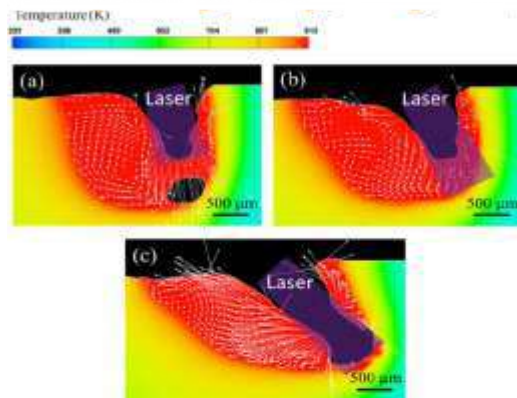 Temperature (K)
(a)
Laser
500 μm
(b)
Laser
500 μm
(c)
Laser
500 μm